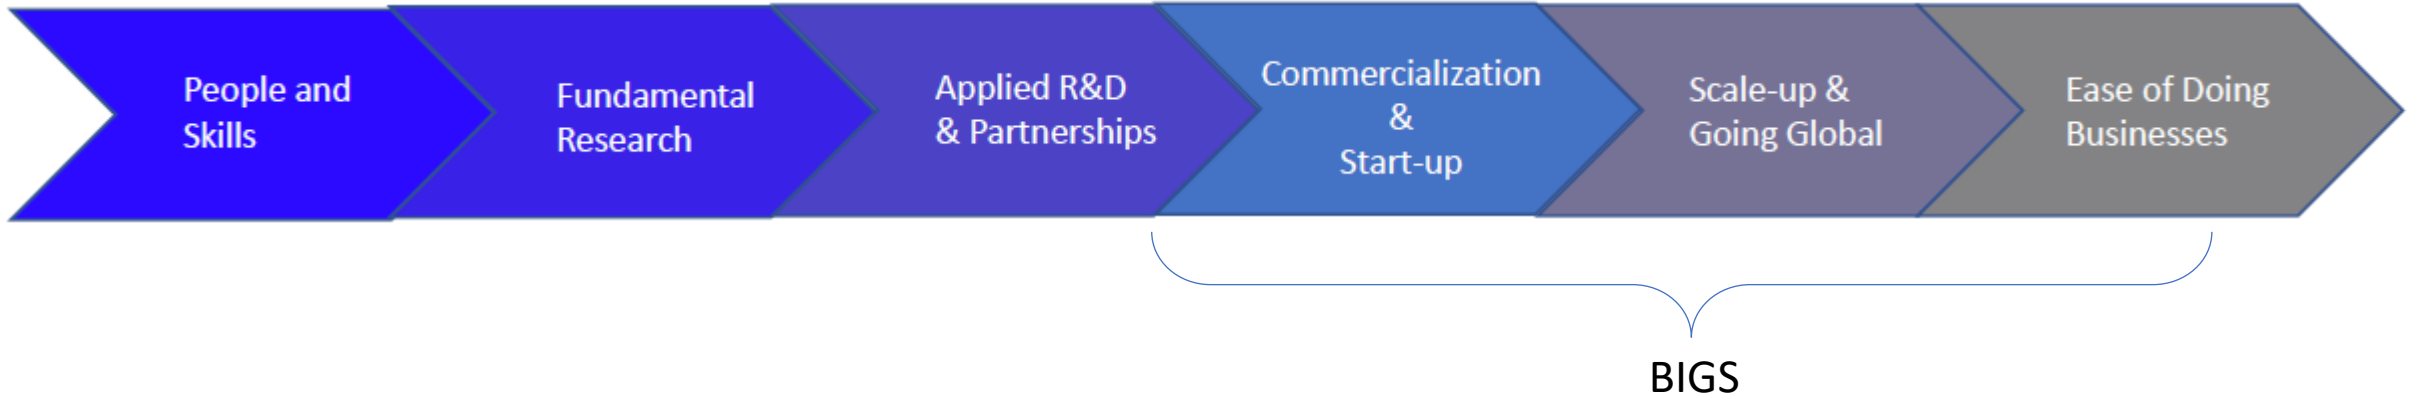 People and
Skills
Fundamental
Research
Applied R&D
& Partnerships
Commercialization
&
Start-up
Scale-up &
Going Global
Ease of Doing
Businesses
BIGS